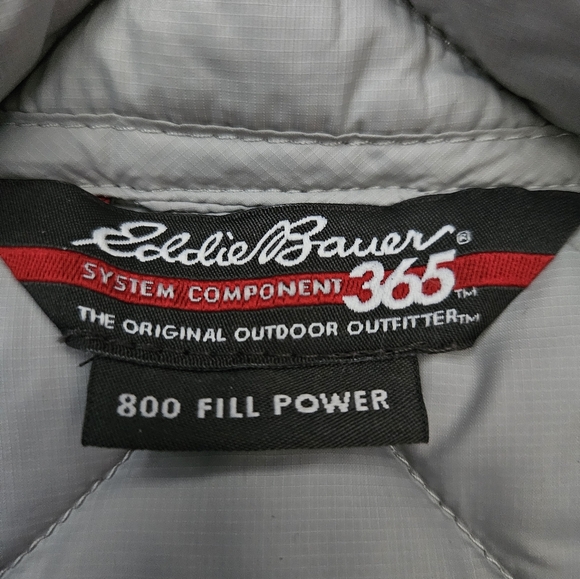 Eddie Bauer®
SYSTEM COMPONENT 365™
THE ORIGINAL OUTDOOR OUTFITTER™
800 FILL POWER